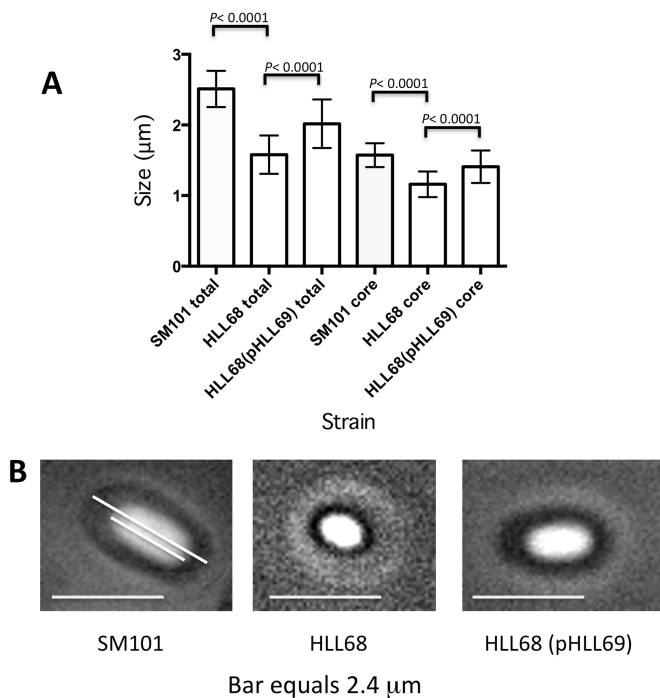 A
P< 0.0001
P< 0.0001
P< 0.0001
P< 0.0001
Size (μm)
3
2
1
0
SM101 total
HLL68 total
HLL68(pHLL69) total
SM101 core
HLL68 core
HLL68(pHLL69) core
Strain
B
SM101
HLL68
HLL68 (pHLL69)
Bar equals 2.4 μm